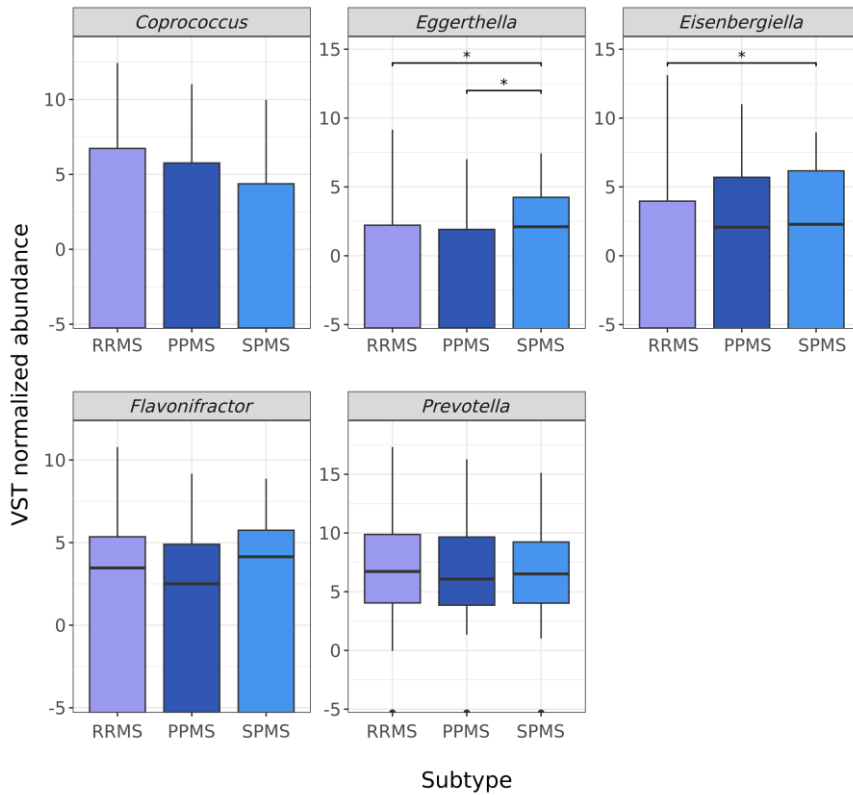 Coprococcus
Eggerthella
Eisenbergiella
10
5
0
-5
15
10
5
0
-5
15
10
5
0
-5
*
*
*
RRMS PPMS SPMS
RRMS PPMS SPMS
RRMS PPMS SPMS
VST normalized abundance
Flavonifractor
Prevotella
10
5
0
-5
15
10
5
0
-5
RRMS PPMS SPMS
RRMS PPMS SPMS
Subtype